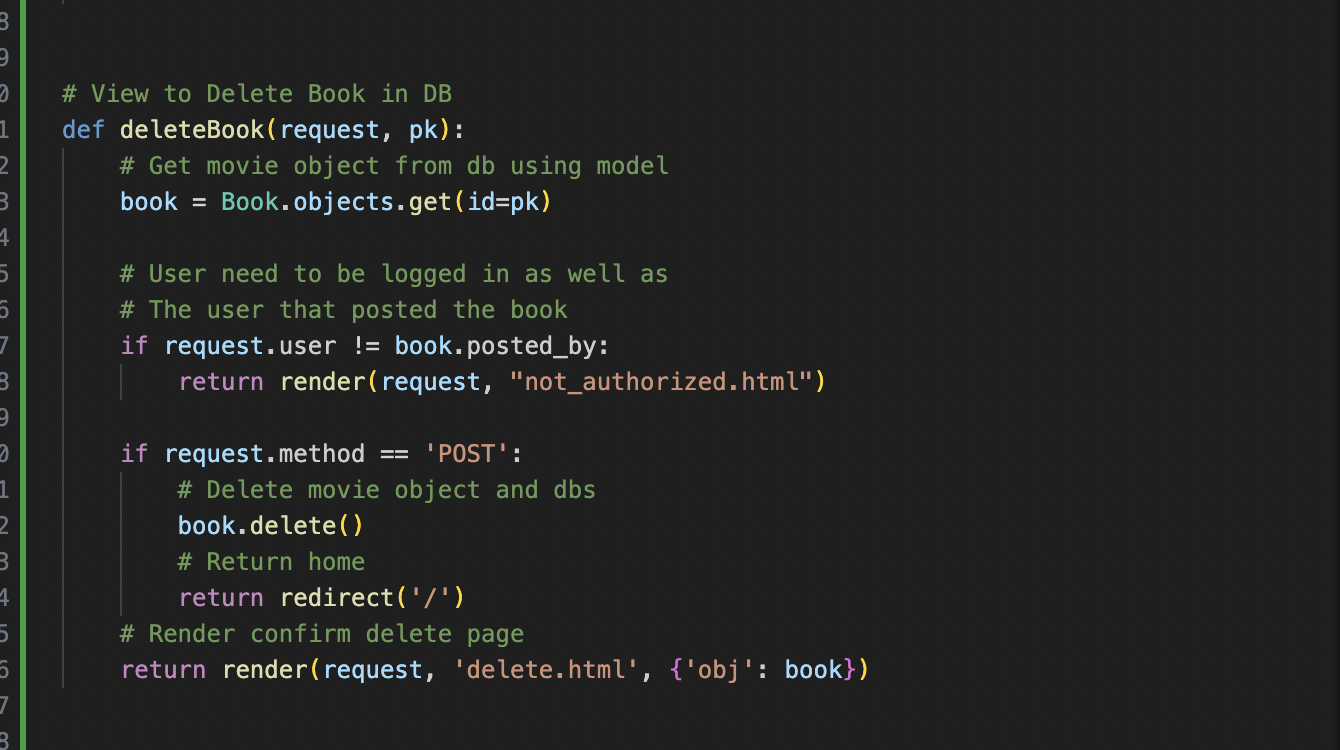 8
9
0 # View to Delete Book in DB
1 def deleteBook(request, pk):
2     # Get movie object from db using model
3     book = Book.objects.get(id=pk)
4
5     # User need to be logged in as well as
6     # The user that posted the book
7     if request.user != book.posted_by:
8         return render(request, "not_authorized.html")
9
0     if request.method == 'POST':
1         # Delete movie object and dbs
2         book.delete()
3         # Return home
4         return redirect('/')
5     # Render confirm delete page
6     return render(request, 'delete.html', {'obj': book})
7
8